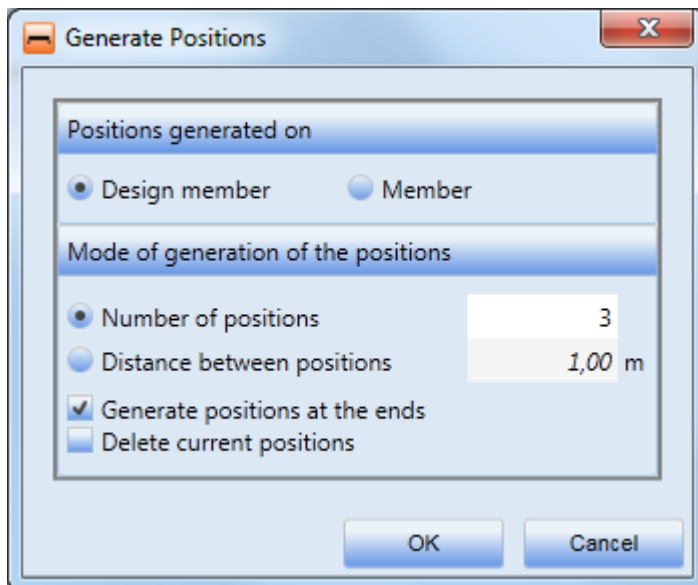 Generate Positions
Positions generated on
Design member Member
Mode of generation of the positions
Number of positions 3
Distance between positions 1,00 m
Generate positions at the ends
Delete current positions
OK Cancel